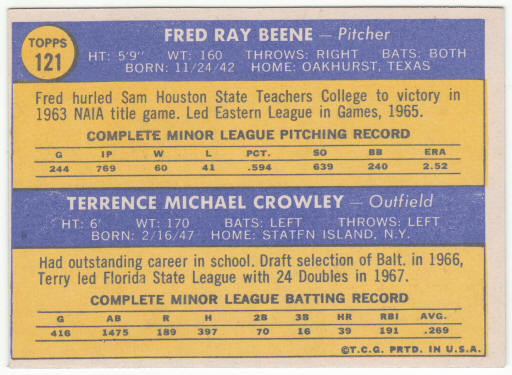 TOPPS
121
FRED RAY BEENE — Pitcher
HT: 5'9" WT: 160 THROWS: RIGHT BATS: BOTH
BORN: 11/24/42 HOME: OAKHURST, TEXAS
Fred hurled Sam Houston State Teachers College to victory in
1963 NAIA title game. Led Eastern League in Games, 1965.
COMPLETE MINOR LEAGUE PITCHING RECORD
G IP W L PCT. SO BB ERA
244 769 60 41 .594 639 240 2.52
TERRENCE MICHAEL CROWLEY — Outfield
HT: 6' WT: 170 BATS: LEFT THROWS: LEFT
BORN: 2/16/47 HOME: STATEN ISLAND, N.Y.
Had outstanding career in school. Draft selection of Balt. in 1966,
Terry led Florida State League with 24 Doubles in 1967.
COMPLETE MINOR LEAGUE BATTING RECORD
G AB R H 2B 3B HR RBI AVG.
416 1475 189 397 70 16 39 191 .269
©T.C.G. PRTD. IN U.S.A.